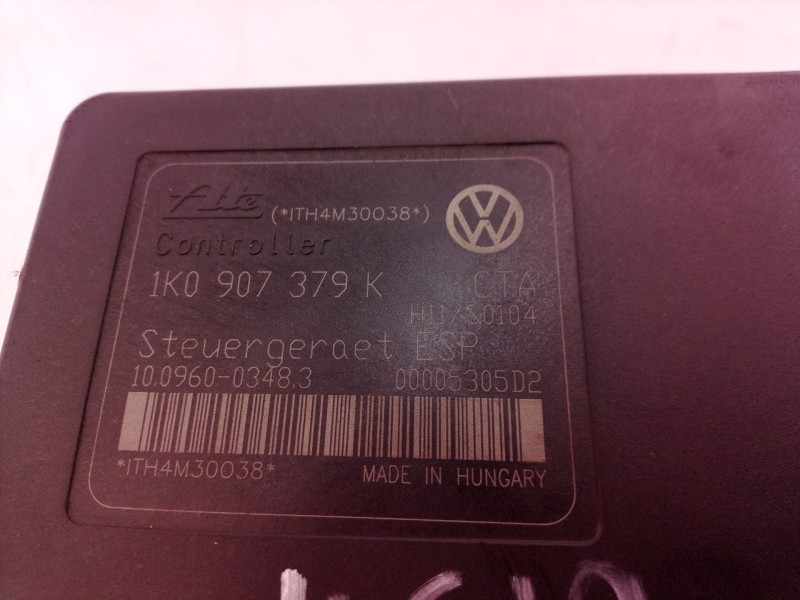 Ate (*ITH4M30038*)
Controller
1K0 907 379 K CTA
H11/S0104
Steuergeraet ESP
10.0960-0348.3 00005305D2
*ITH4M30038* MADE IN HUNGARY